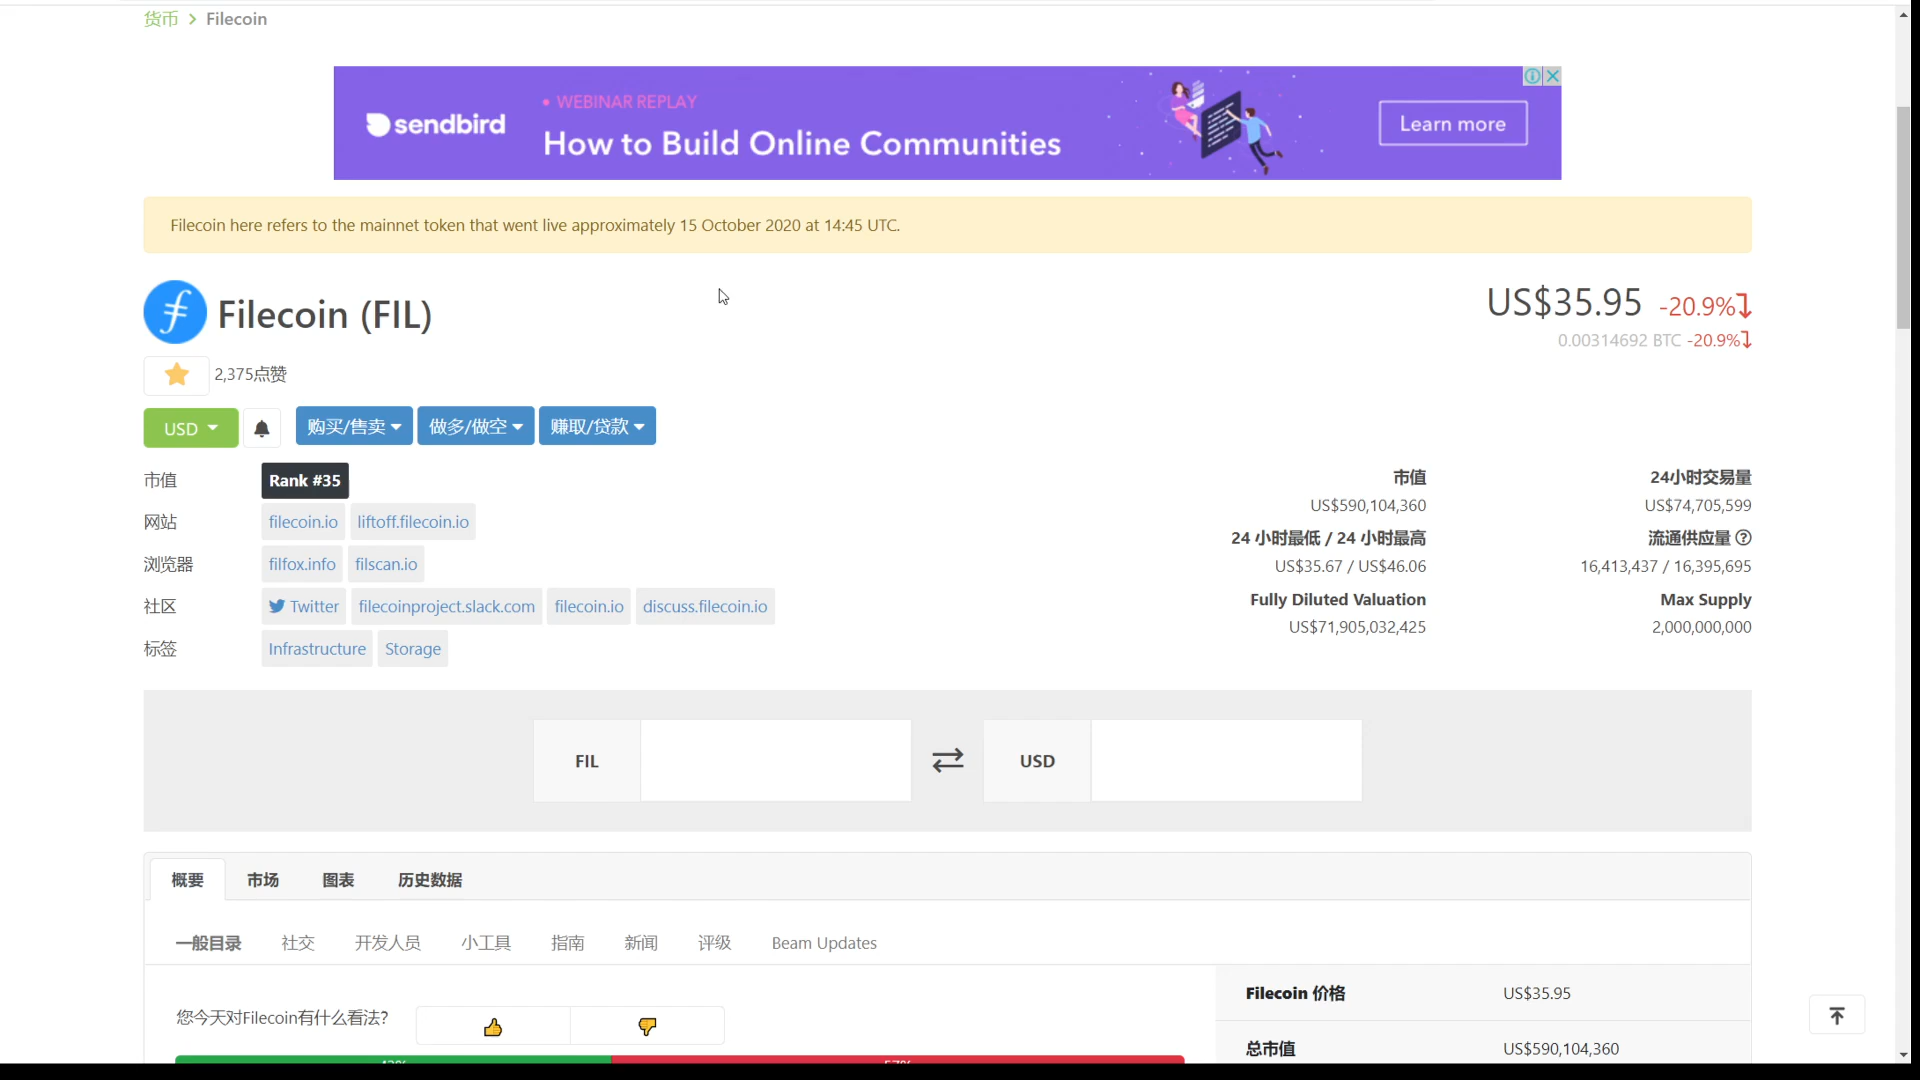 货币 > Filecoin
sendbird
• WEBINAR REPLAY
How to Build Online Communities
Learn more
Filecoin here refers to the mainnet token that went live approximately 15 October 2020 at 14:45 UTC.
Filecoin (FIL)
US$35.95 -20.9%
0.00314692 BTC -20.9%
2,375点赞
USD
购买/售卖
做多/做空
赚取/贷款
市值 Rank #35
网站 filecoin.io liftoff.filecoin.io
浏览器 filfox.info filscan.io
社区 Twitter filecoinproject.slack.com filecoin.io discuss.filecoin.io
标签 Infrastructure Storage
市值
US$590,104,360
24 小时最低 / 24 小时最高
US$35.67 / US$46.06
Fully Diluted Valuation
US$71,905,032,425
24小时交易量
US$74,705,599
流通供应量
16,413,437 / 16,395,695
Max Supply
2,000,000,000
FIL
USD
概要 市场 图表 历史数据
一般目录 社交 开发人员 小工具 指南 新闻 评级 Beam Updates
您今天对Filecoin有什么看法?
Filecoin 价格 US$35.95
总市值 US$590,104,360